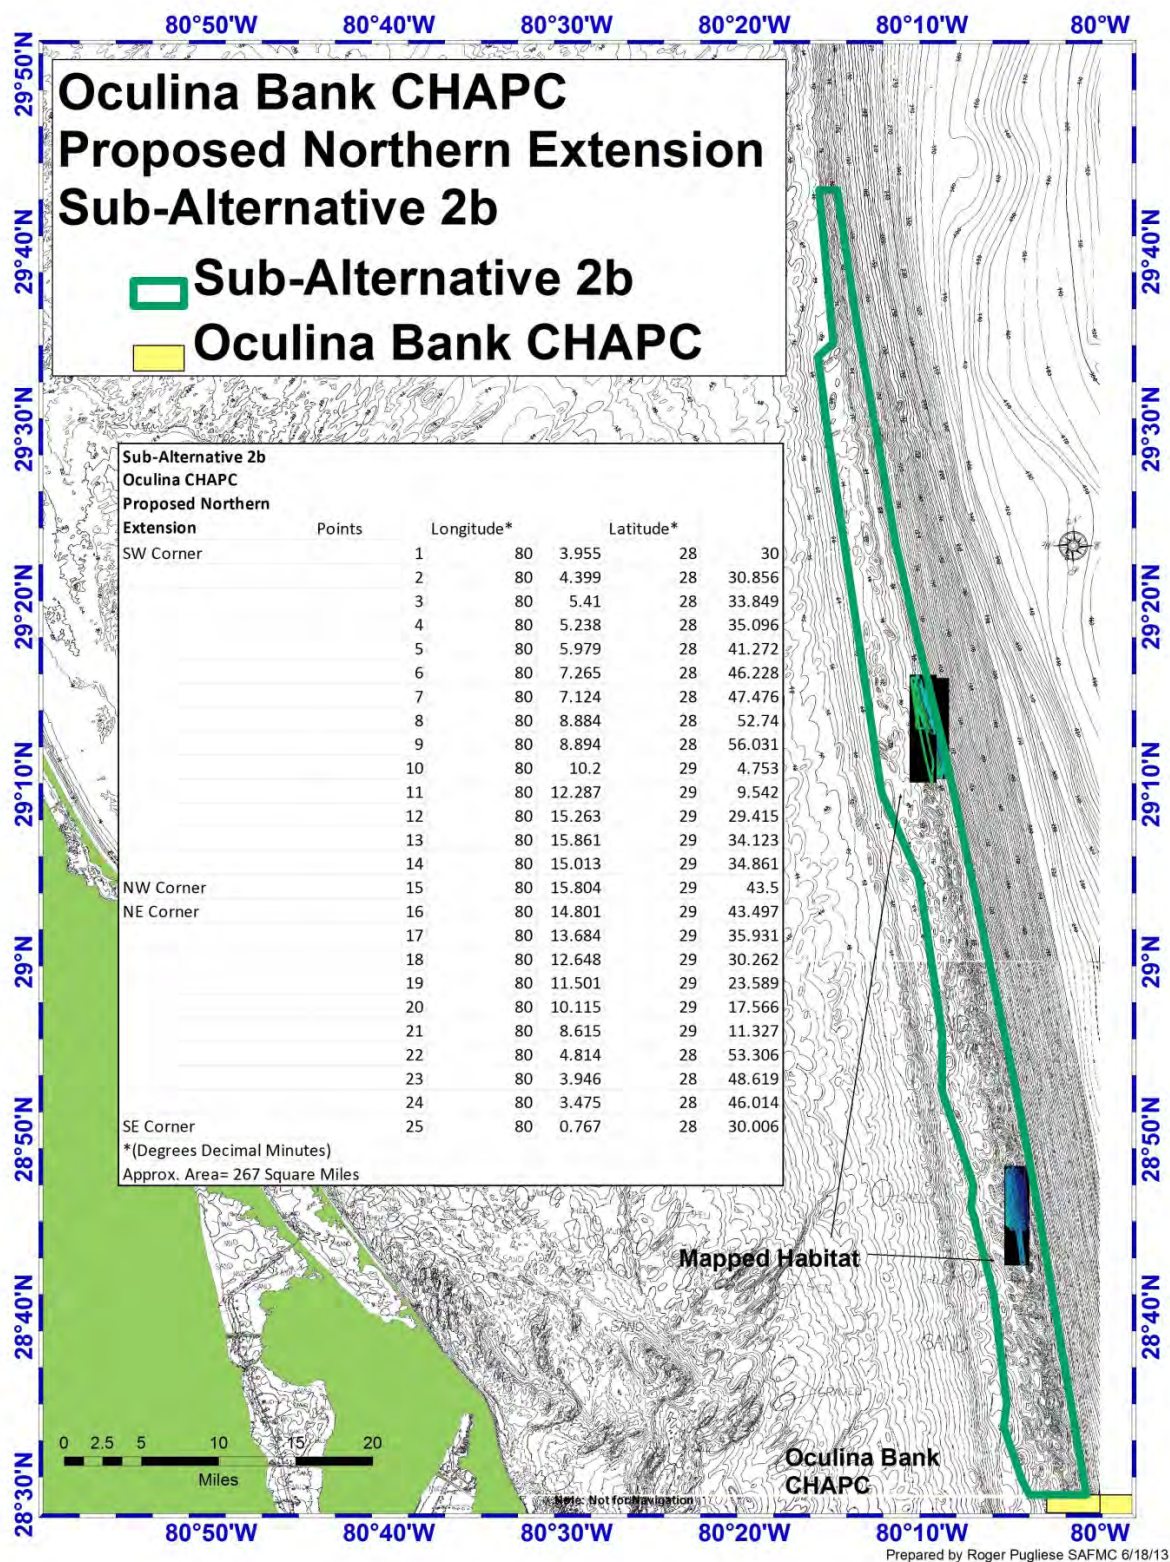 80°50'W 80°40'W 80°30'W 80°20'W 80°10'W 80°W
29°50'N
29°40'N
29°30'N
29°20'N
29°10'N
29°N
28°50'N
28°40'N
28°30'N
Oculina Bank CHAPC
Proposed Northern Extension
Sub-Alternative 2b
Sub-Alternative 2b
Oculina Bank CHAPC
Sub-Alternative 2b
Oculina CHAPC
Proposed Northern
Extension Points Longitude* Latitude*
SW Corner 1 80 3.955 28 30
2 80 4.399 28 30.856
3 80 5.41 28 33.849
4 80 5.238 28 35.096
5 80 5.979 28 41.272
6 80 7.265 28 46.228
7 80 7.124 28 47.476
8 80 8.884 28 52.74
9 80 8.894 28 56.031
10 80 10.2 29 4.753
11 80 12.287 29 9.542
12 80 15.263 29 29.415
13 80 15.861 29 34.123
14 80 15.013 29 34.861
NW Corner 15 80 15.804 29 43.5
NE Corner 16 80 14.801 29 43.497
17 80 13.684 29 35.931
18 80 12.648 29 30.262
19 80 11.501 29 23.589
20 80 10.115 29 17.566
21 80 8.615 29 11.327
22 80 4.814 28 53.306
23 80 3.946 28 48.619
24 80 3.475 28 46.014
SE Corner 25 80 0.767 28 30.006
*(Degrees Decimal Minutes)
Approx. Area= 267 Square Miles
Mapped Habitat
SAND
0 2.5 5 10 15 20
Miles
Oculina Bank
CHAPC
Note: Not for Navigation
29°50'N
29°40'N
29°30'N
29°20'N
29°10'N
29°N
28°50'N
28°40'N
28°30'N
80°50'W 80°40'W 80°30'W 80°20'W 80°10'W 80°W
Prepared by Roger Pugliese SAFMC 6/18/13